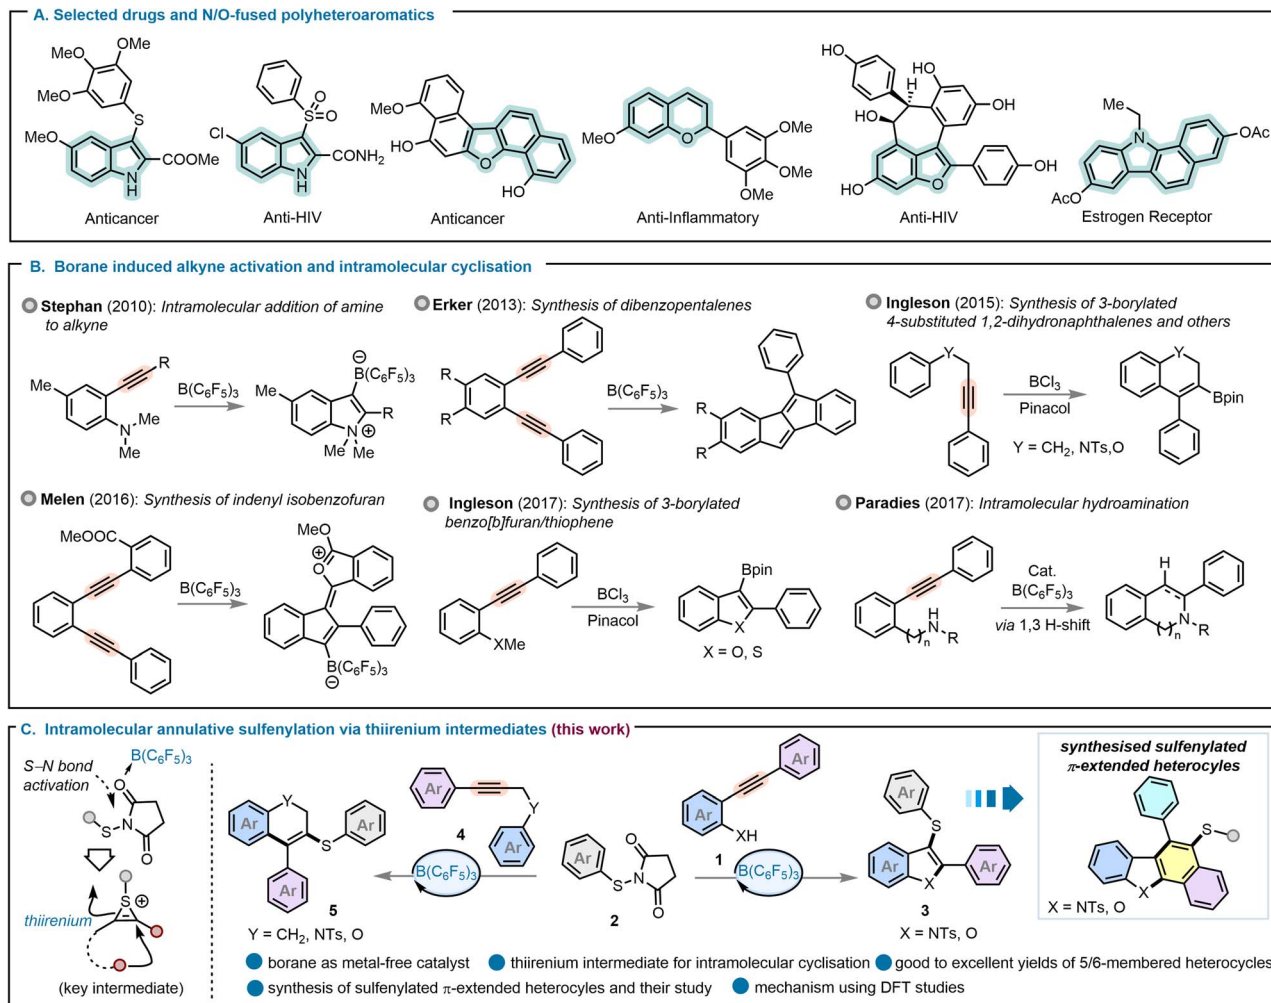 A. Selected drugs and N/O-fused polyheteroaromatics
OMe
MeO
MeO
S
MeO
COOMe
N
H
Anticancer
O
S
O
Cl
CONH2
N
H
Anti-HIV
MeO
HO
O
HO
Anticancer
MeO
O
OMe
OMe
OMe
Anti-Inflammatory
HO
H
HO
HO
OH
HO
O
OH
Anti-HIV
N
OAc
AcO
Estrogen Receptor
B. Borane induced alkyne activation and intramolecular cyclisation
Stephan (2010): Intramolecular addition of amine
to alkyne
R
Me
N
Me
Me
B(C6F5)3
⊖
B(C6F5)3
Me
R
N
⊕
Me
Me
Erker (2013): Synthesis of dibenzopentalenes
R
R
B(C6F5)3
R
R
Ingleson (2015): Synthesis of 3-borylated
4-substituted 1,2-dihydronaphthalenes and others
Y
BCl3
Pinacol
Y
Bpin
Y = CH2, NTs,O
Melen (2016): Synthesis of indenyl isobenzofuran
MeOOC
B(C6F5)3
MeO
⊕
O
B(C6F5)3
⊖
Ingleson (2017): Synthesis of 3-borylated
benzo[b]furan/thiophene
XMe
BCl3
Pinacol
Bpin
X
X = O, S
Paradies (2017): Intramolecular hydroamination
H
N
R
( )n
Cat.
B(C6F5)3
via 1,3 H-shift
H
N
R
( )n
C. Intramolecular annulative sulfenylation via thiirenium intermediates (this work)
B(C6F5)3
S–N bond
activation
O
S
N
O
S
⊕
thiirenium
(key intermediate)
Y
Ar
S
Ar
Ar
5
Y = CH2, NTs, O
Ar
4
Y
Ar
B(C6F5)3
Ar
S
N
O
O
2
Ar
Ar
XH
1
B(C6F5)3
Ar
S
Ar
X
Ar
3
X = NTs, O
synthesised sulfenylated
π-extended heterocyles
S
X
X = NTs, O
borane as metal-free catalyst
thiirenium intermediate for intramolecular cyclisation
good to excellent yields of 5/6-membered heterocycles
synthesis of sulfenylated π-extended heterocycles and their study
mechanism using DFT studies